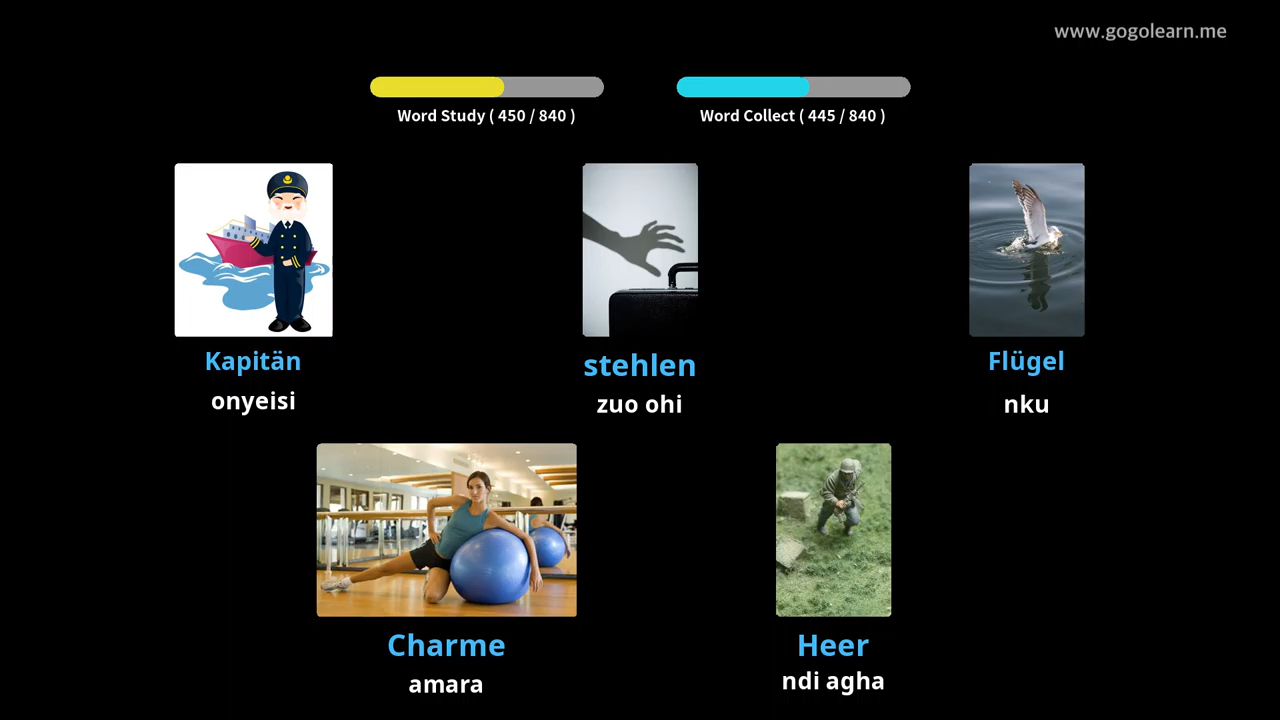 www.gogolearn.me
Word Study ( 450 / 840 )
Word Collect ( 445 / 840 )
Kapitän
onyeisi
stehlen
zuo ohi
Flügel
nku
Charme
amara
Heer
ndi agha